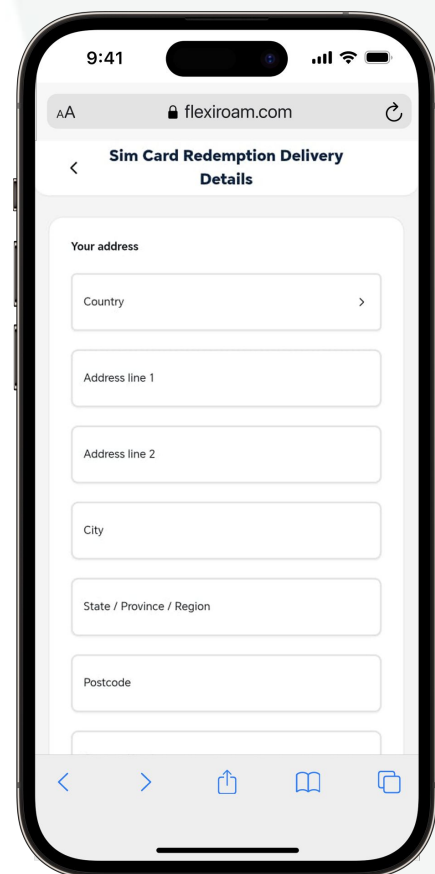 9:41
AA
flexiroam.com
Sim Card Redemption Delivery
Details
Your address
Country
Address line 1
Address line 2
City
State / Province / Region
Postcode